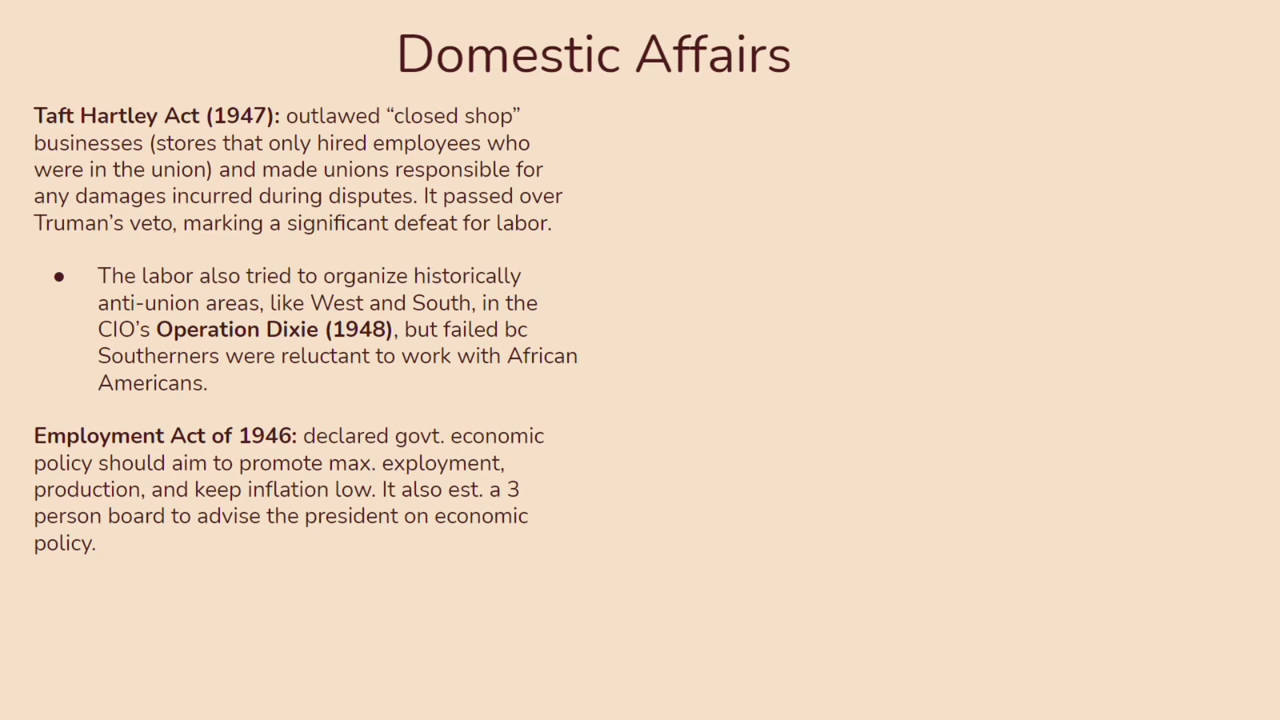 Domestic Affairs
Taft Hartley Act (1947): outlawed “closed shop”
businesses (stores that only hired employees who
were in the union) and made unions responsible for
any damages incurred during disputes. It passed over
Truman’s veto, marking a significant defeat for labor.
● The labor also tried to organize historically
anti-union areas, like West and South, in the
CIO’s Operation Dixie (1948), but failed bc
Southerners were reluctant to work with African
Americans.
Employment Act of 1946: declared govt. economic
policy should aim to promote max. exployment,
production, and keep inflation low. It also est. a 3
person board to advise the president on economic
policy.